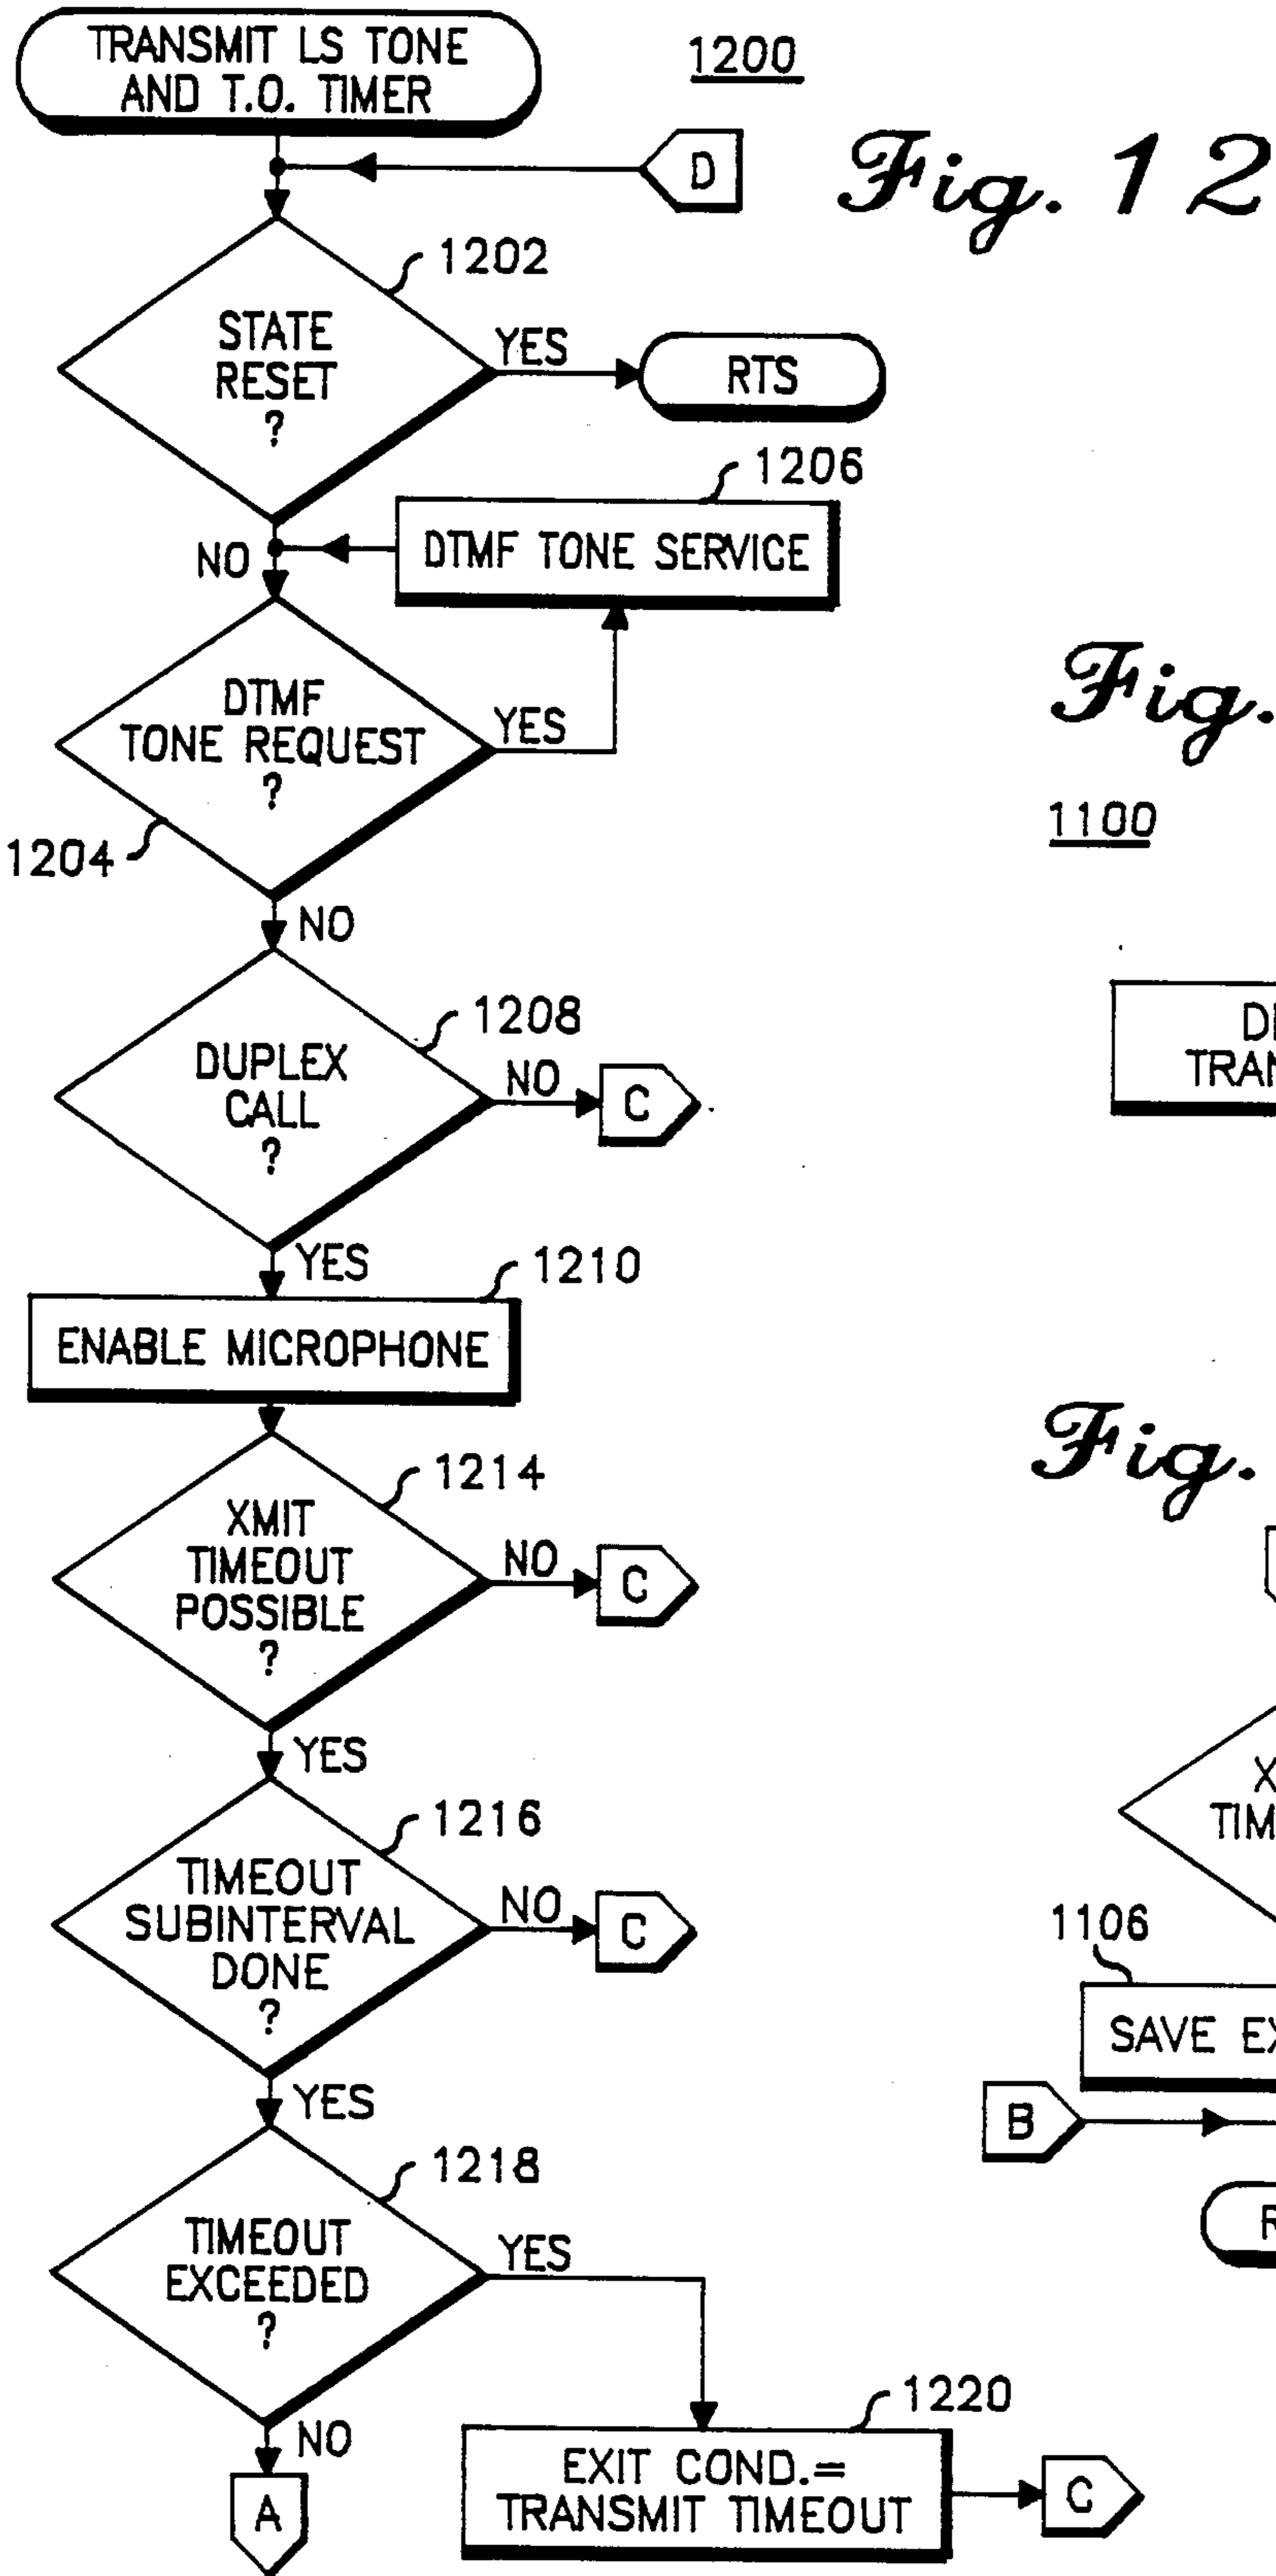 TRANSMIT LS TONE
AND T.O. TIMER
1200
Fig. 12
D
1202
STATE
RESET
?
YES
RTS
NO
1206
DTMF TONE SERVICE
DTMF
TONE REQUEST
?
YES
1204
NO
1208
DUPLEX
CALL
?
NO
C
YES
1210
ENABLE MICROPHONE
1214
XMIT
TIMEOUT
POSSIBLE
?
NO
C
YES
1216
TIMEOUT
SUBINTERVAL
DONE
?
NO
C
YES
1218
TIMEOUT
EXCEEDED
?
YES
NO
A
1220
EXIT COND.=
TRANSMIT TIMEOUT
C
Fig.
1100
Fig.
1106
B